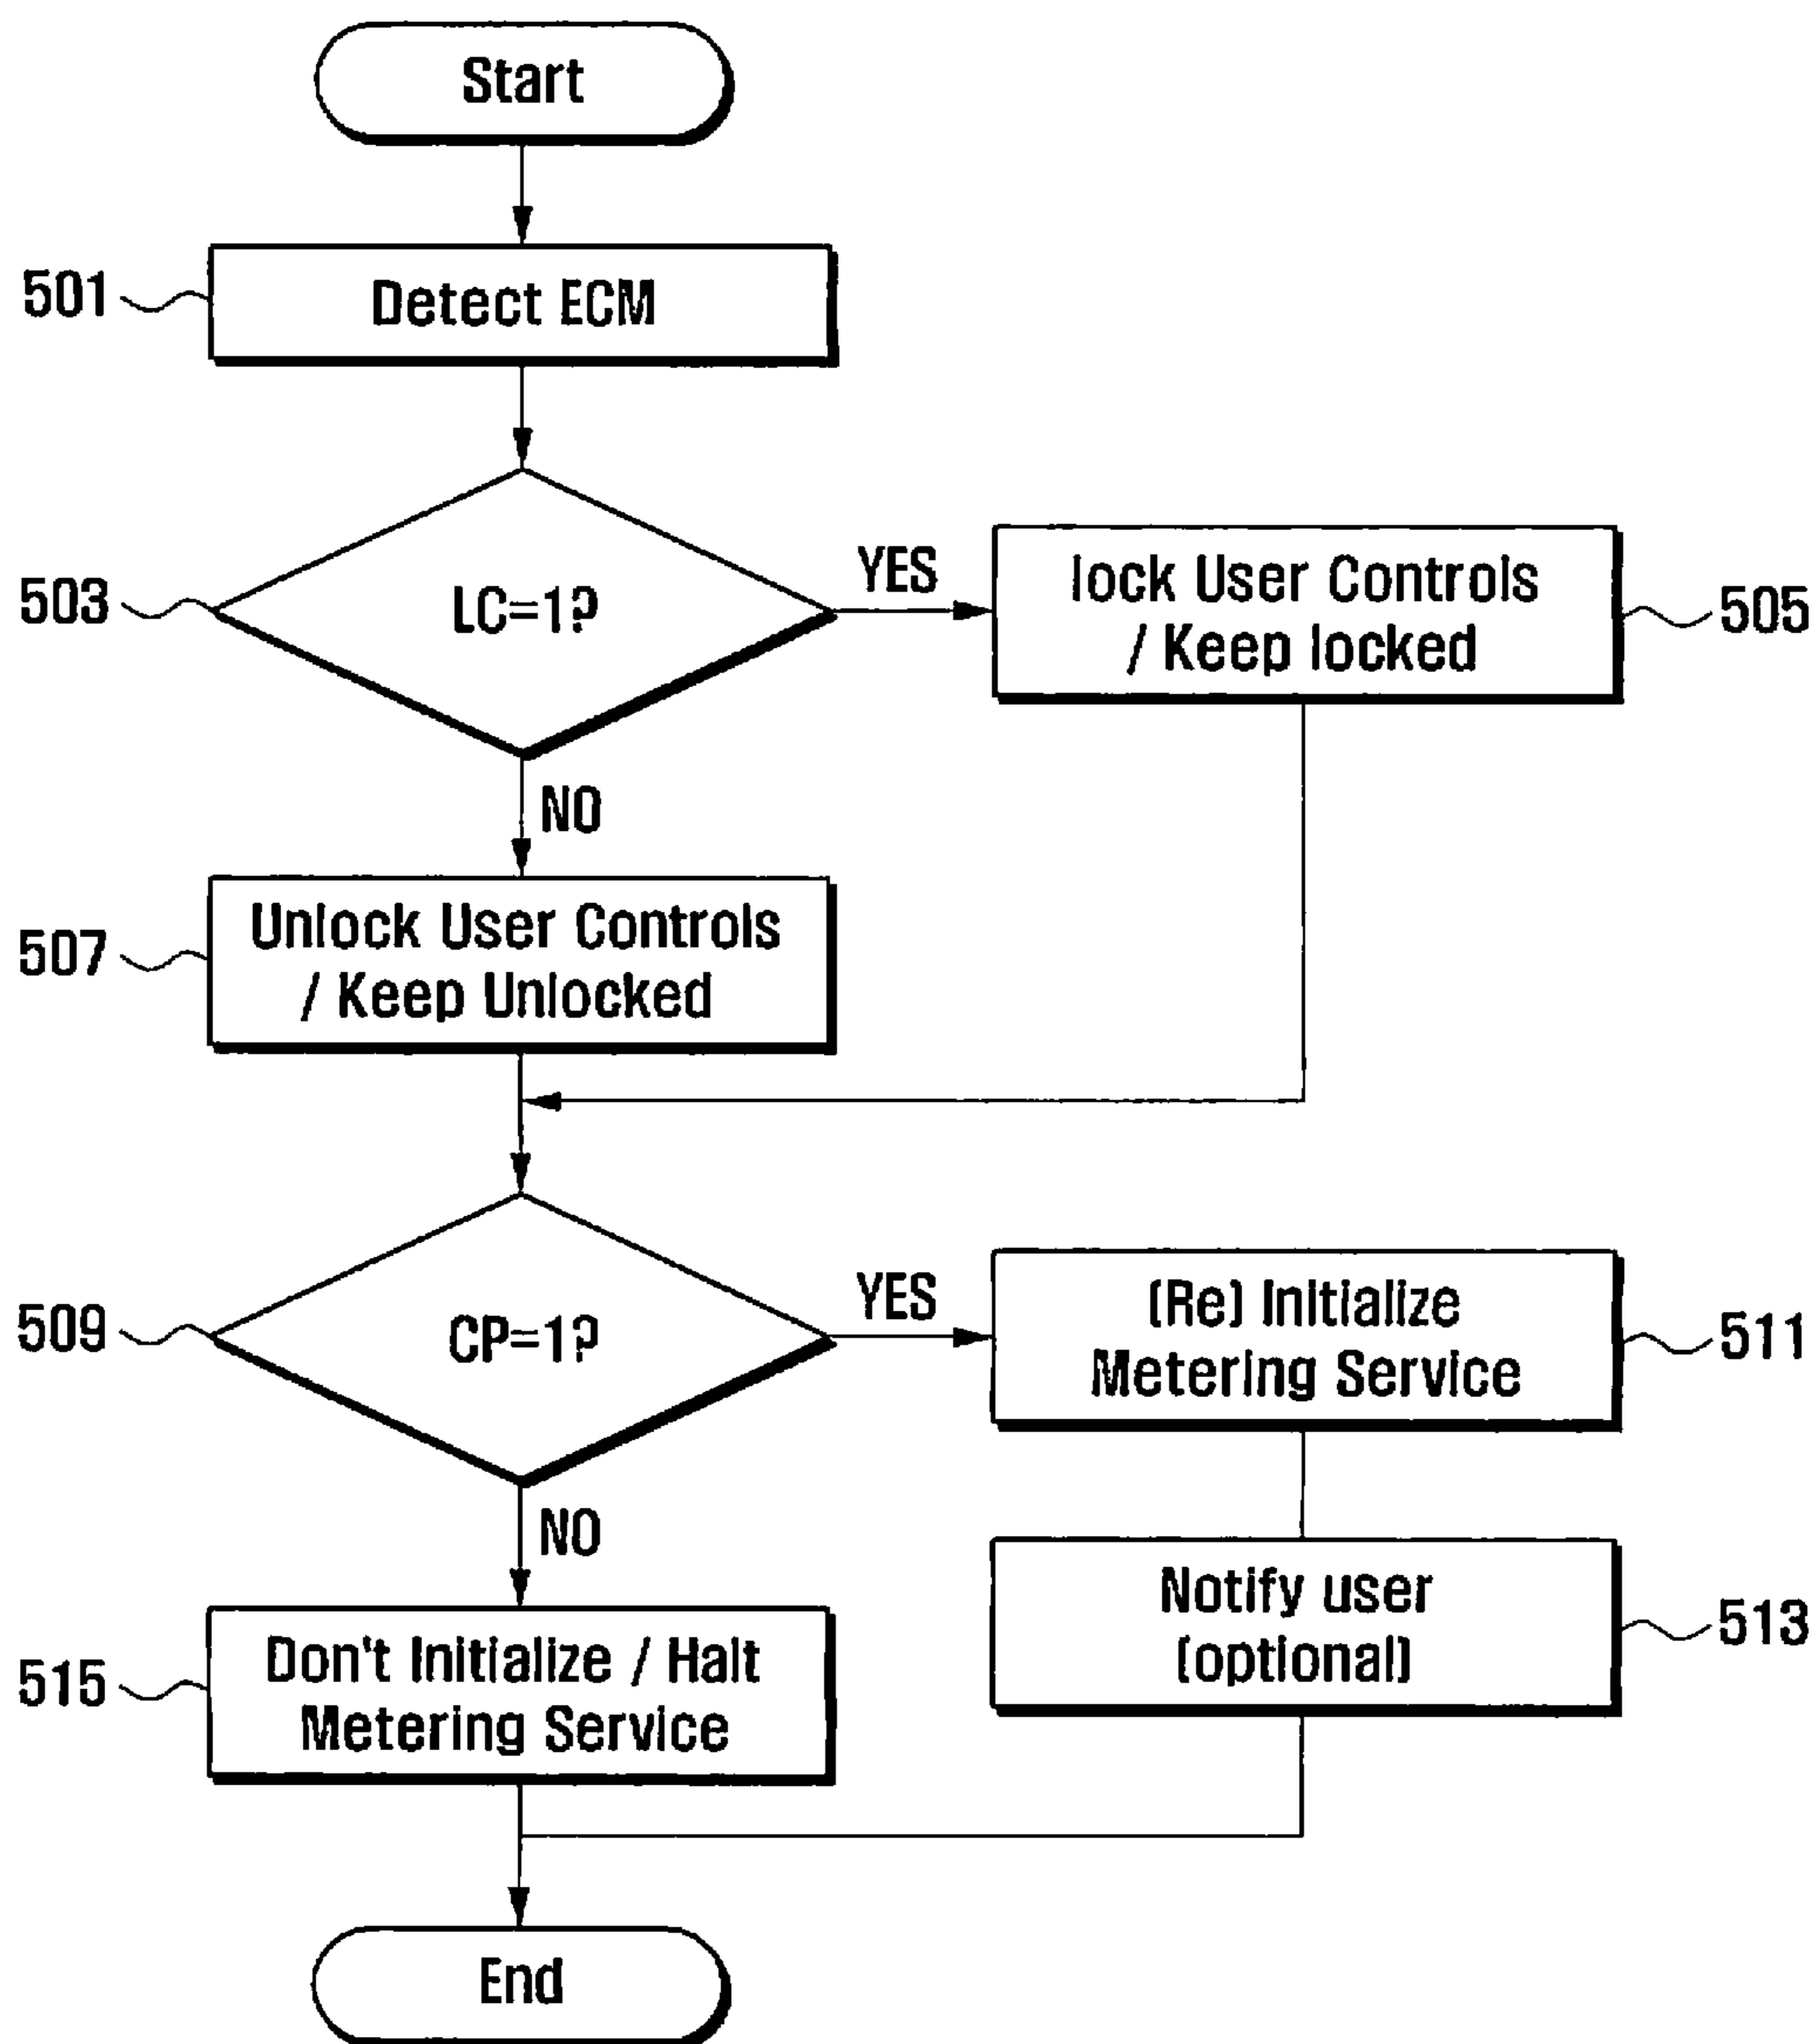 Start
501
Detect ECM
503
LC=1?
YES
lock User Controls
/ Keep locked
505
NO
507
Unlock User Controls
/ Keep Unlocked
509
CP=1?
YES
(Re) Initialize
Metering Service
511
NO
Notify user
(optional)
513
515
Don't Initialize / Halt
Metering Service
End